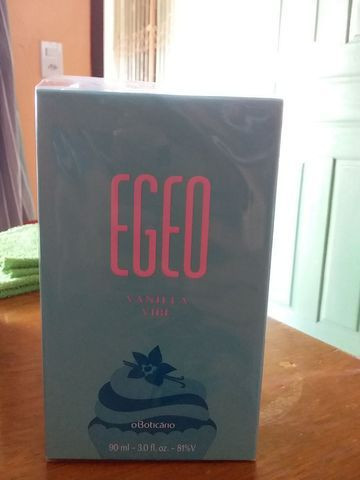 EGEO
VANILLA
VIBE
oBoticário
90 ml - 3.0 fl. oz. - 81%V